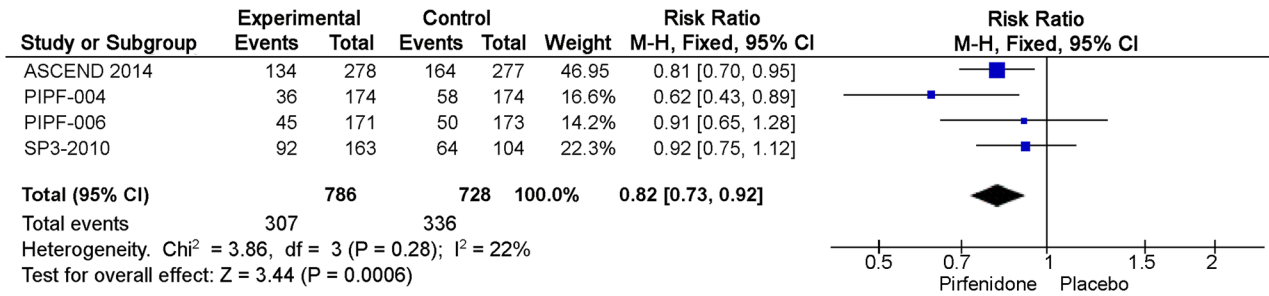 Experimental Control Risk Ratio Risk Ratio
Study or Subgroup Events Total Events Total Weight M-H, Fixed, 95% CI M-H, Fixed, 95% CI
ASCEND 2014 134 278 164 277 46.95 0.81 [0.70, 0.95]
PIPF-004 36 174 58 174 16.6% 0.62 [0.43, 0.89]
PIPF-006 45 171 50 173 14.2% 0.91 [0.65, 1.28]
SP3-2010 92 163 64 104 22.3% 0.92 [0.75, 1.12]
Total (95% CI) 786 728 100.0% 0.82 [0.73, 0.92]
Total events 307 336
Heterogeneity. Chi² = 3.86, df = 3 (P = 0.28); I² = 22%
Test for overall effect: Z = 3.44 (P = 0.0006)
0.5 0.7 1 1.5 2
Pirfenidone Placebo